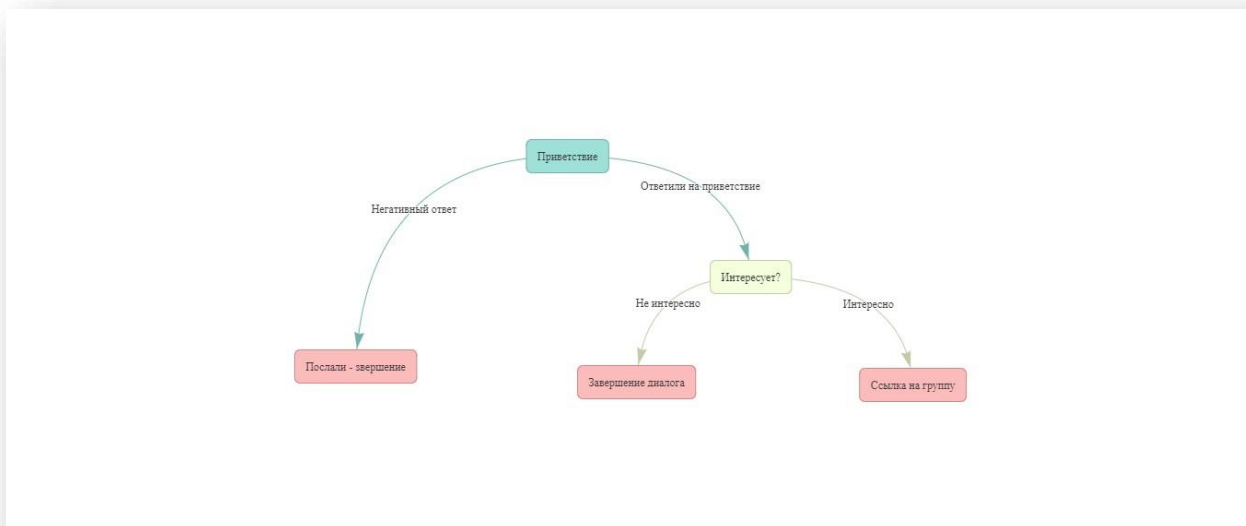 Приветствие
Ответили на приветствие
Негативный ответ
Интересует?
Не интересно
Интересно
Послали - звершение
Завершение диалога
Ссылка на группу